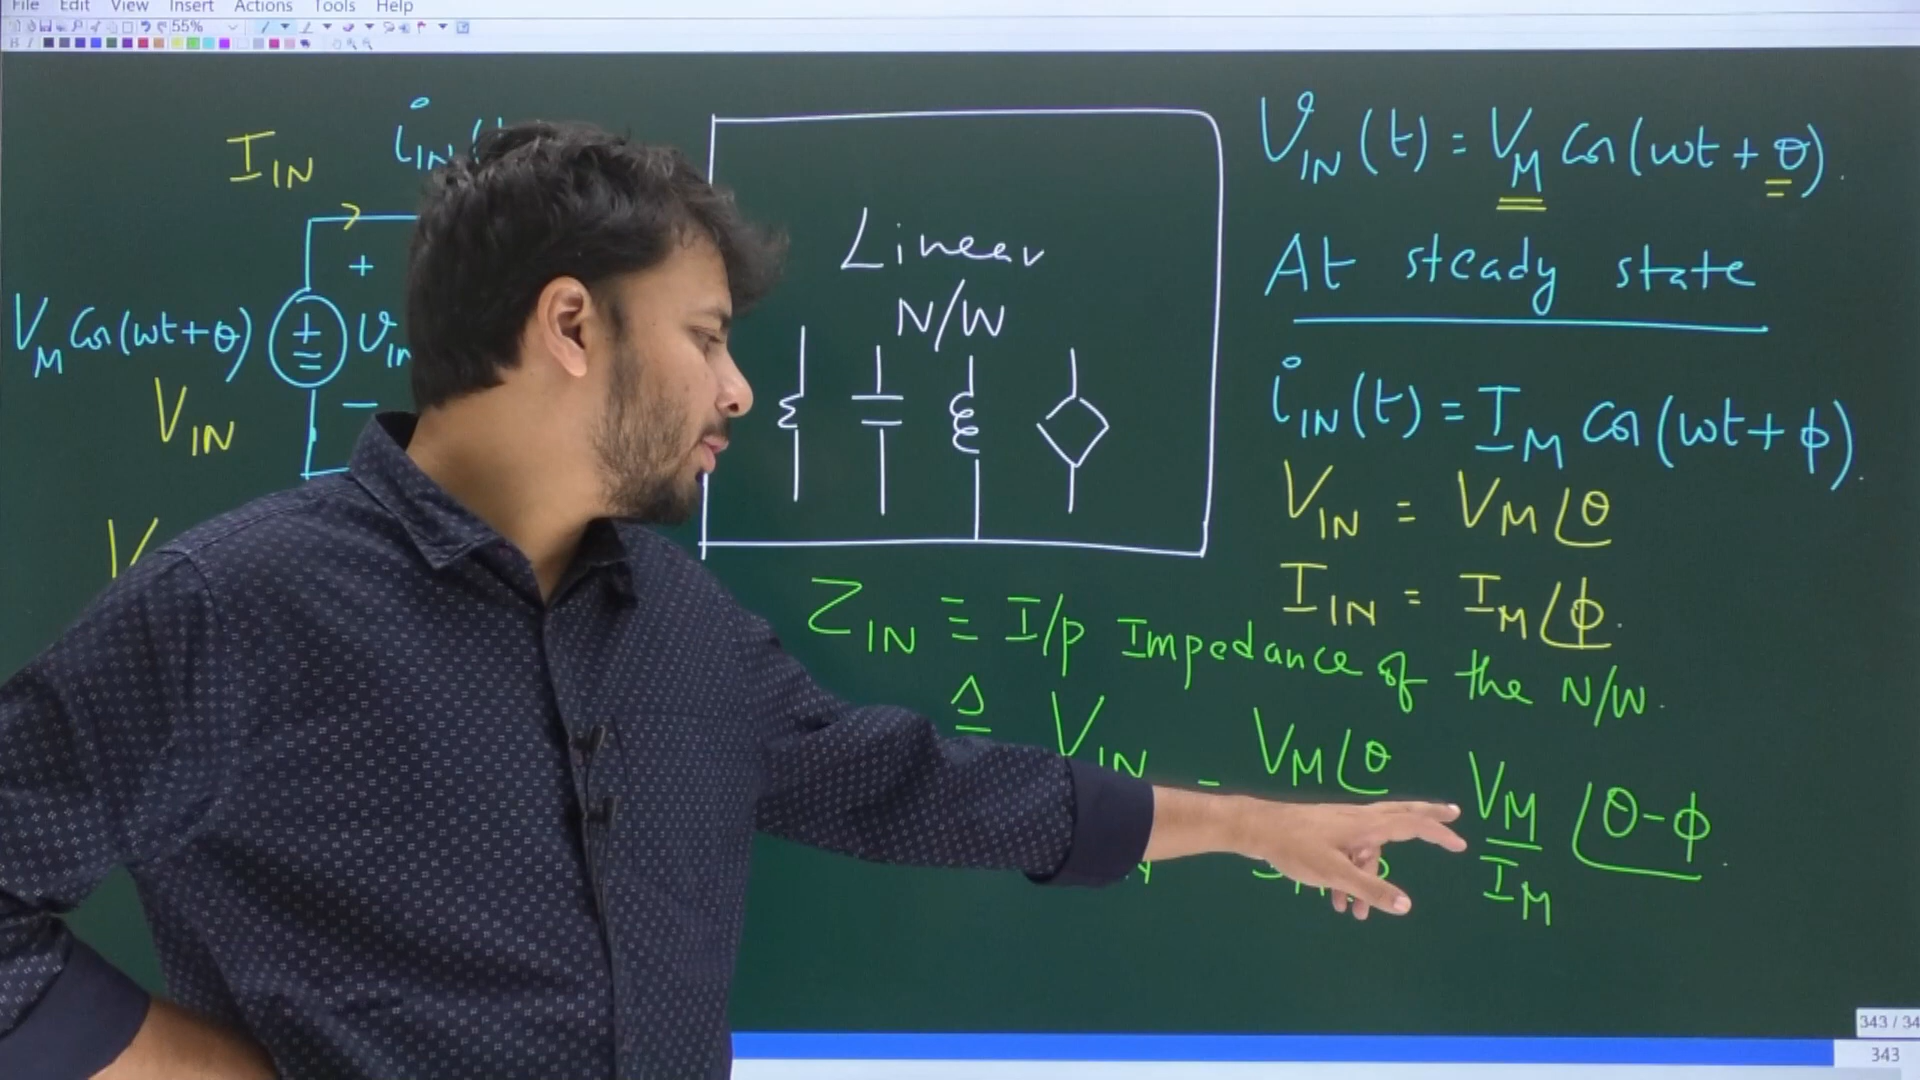 File Edit View Insert Actions Tools Help
55%
I_IN i_IN(
V_M Cos(ωt+θ)
+
V_IN
−
V_IN(t) = V_M Cos(ωt + θ).
At steady state
i_IN(t) = I_M Cos(ωt + ϕ).
V_IN = V_M ∠θ
I_IN = I_M ∠ϕ.
Linear
N/W
Z_IN ≡ I/p Impedance of the N/W.
≜ V_IN = V_M ∠θ V_M/I_M ∠θ-ϕ.
343 / 34
343